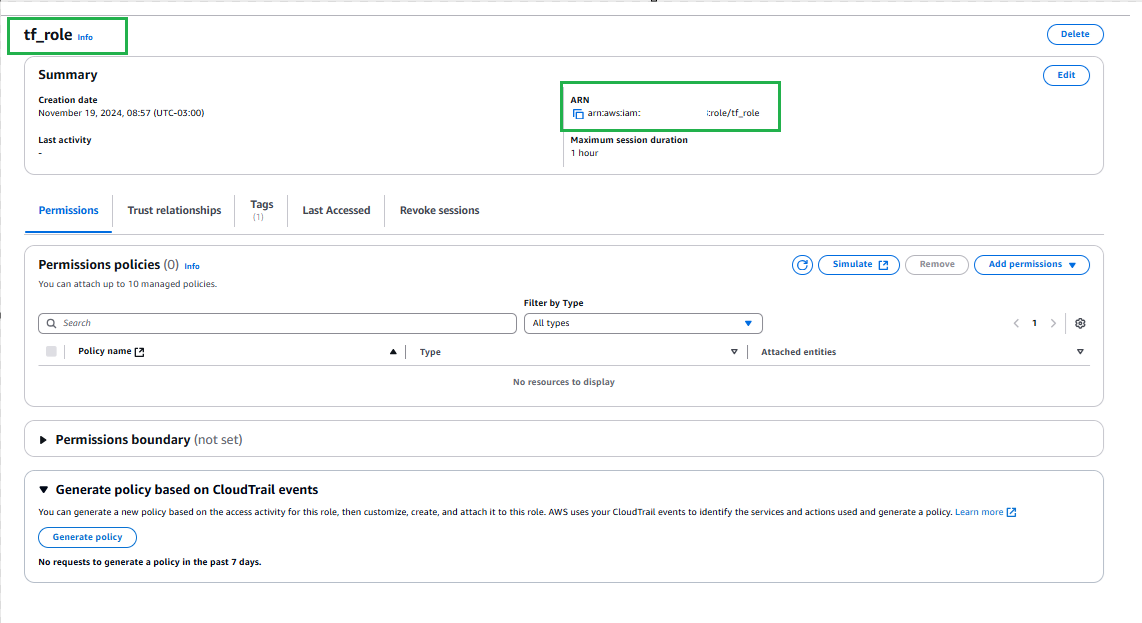 tf_role Info
Delete
Summary
Edit
Creation date
November 19, 2024, 08:57 (UTC-03:00)
ARN
arn:aws:iam: :role/tf_role
Last activity
-
Maximum session duration
1 hour
Permissions
Trust relationships
Tags
(1)
Last Accessed
Revoke sessions
Permissions policies (0) Info
Simulate
Remove
Add permissions
You can attach up to 10 managed policies.
Filter by Type
Search
All types
1
Policy name
Type
Attached entities
No resources to display
Permissions boundary (not set)
Generate policy based on CloudTrail events
You can generate a new policy based on the access activity for this role, then customize, create, and attach it to this role. AWS uses your CloudTrail events to identify the services and actions used and generate a policy. Learn more
Generate policy
No requests to generate a policy in the past 7 days.